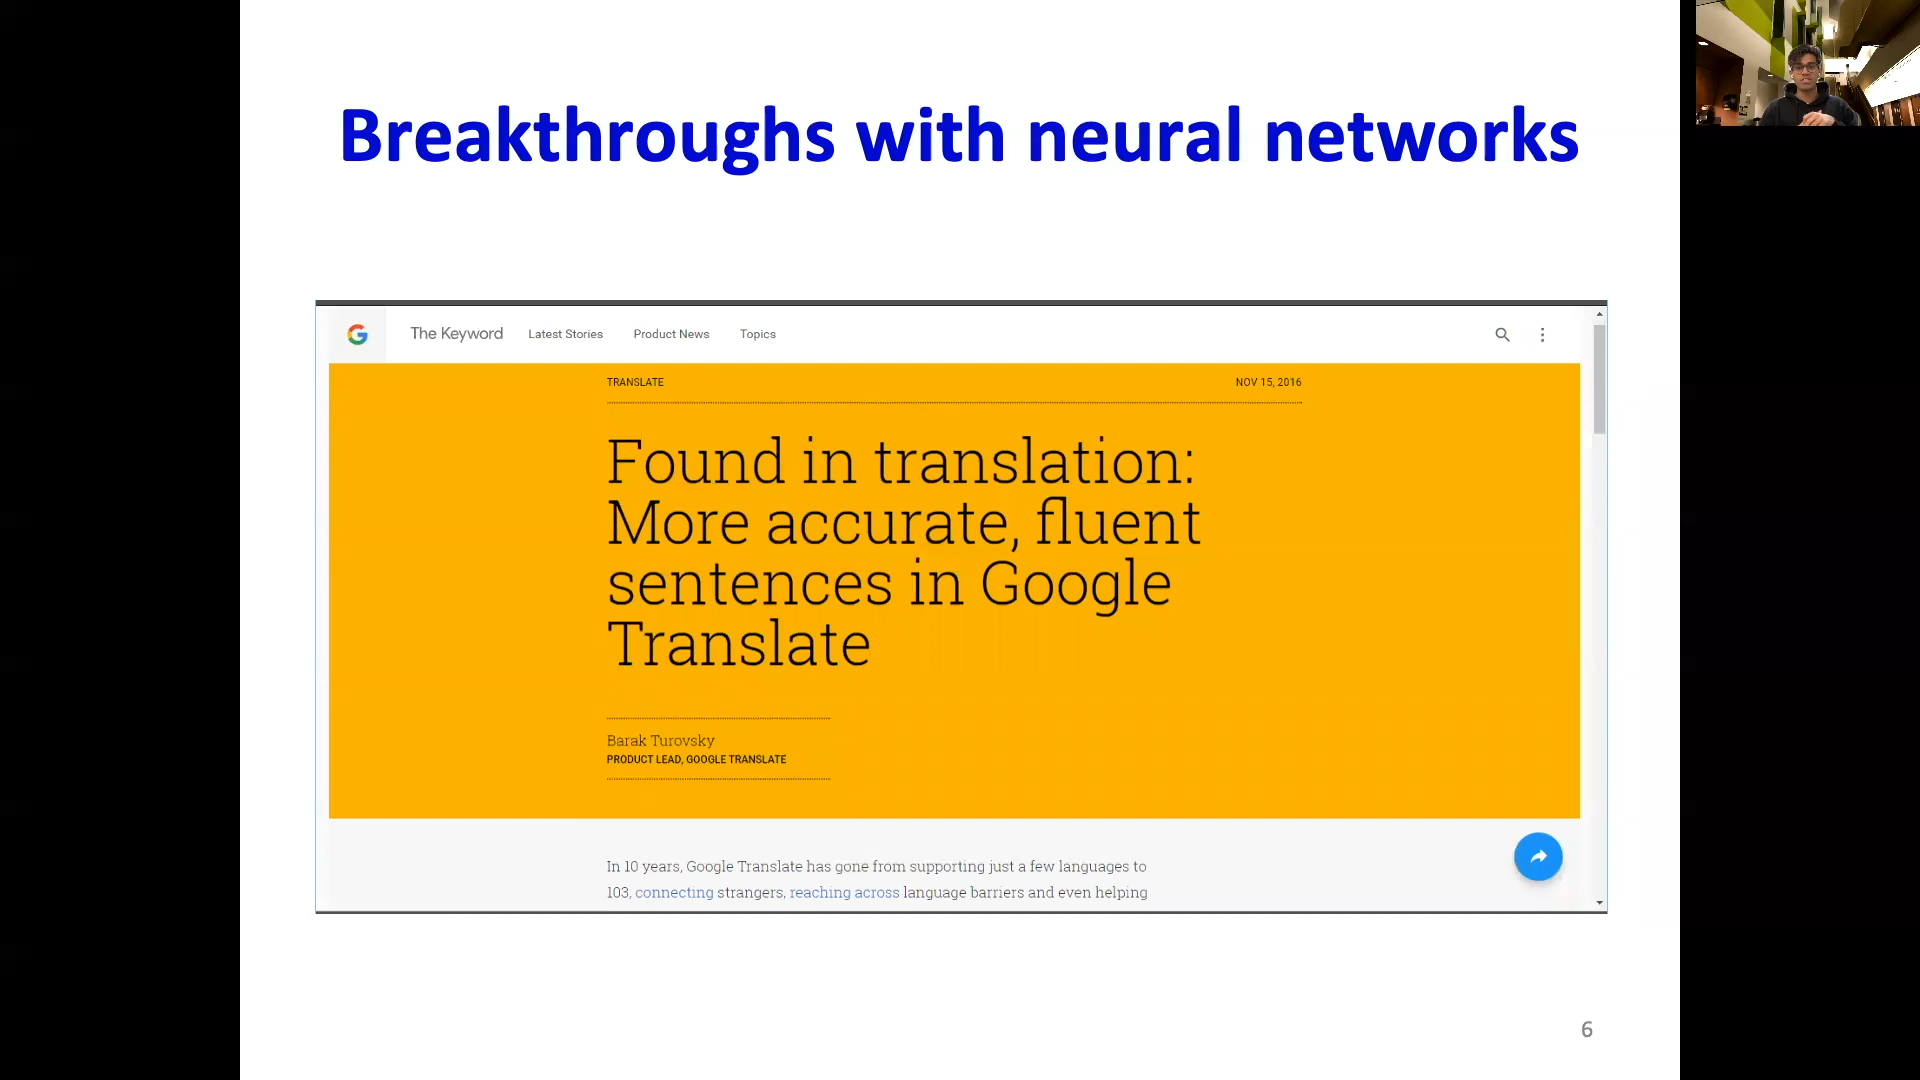 Breakthroughs with neural networks
The Keyword Latest Stories Product News Topics
TRANSLATE NOV 15, 2016
Found in translation:
More accurate, fluent
sentences in Google
Translate
Barak Turovsky
PRODUCT LEAD, GOOGLE TRANSLATE
In 10 years, Google Translate has gone from supporting just a few languages to
103, connecting strangers, reaching across language barriers and even helping
6